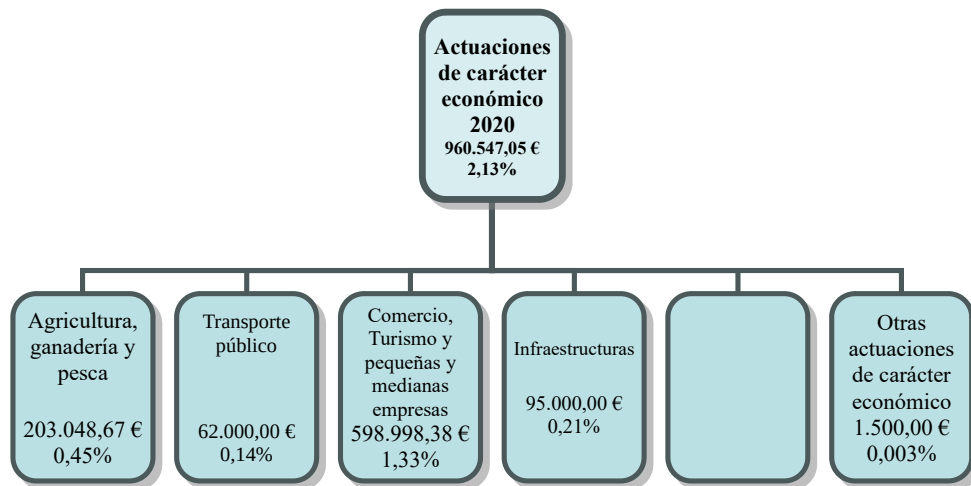 Actuaciones
de carácter
económico
2020
960.547,05 €
2,13%
Agricultura,
ganadería y
pesca
203.048,67 €
0,45%
Transporte
público
62.000,00 €
0,14%
Comercio,
Turismo y
pequeñas y
medianas
empresas
598.998,38 €
1,33%
Infraestructuras
95.000,00 €
0,21%
Otras
actuaciones
de carácter
económico
1.500,00 €
0,003%